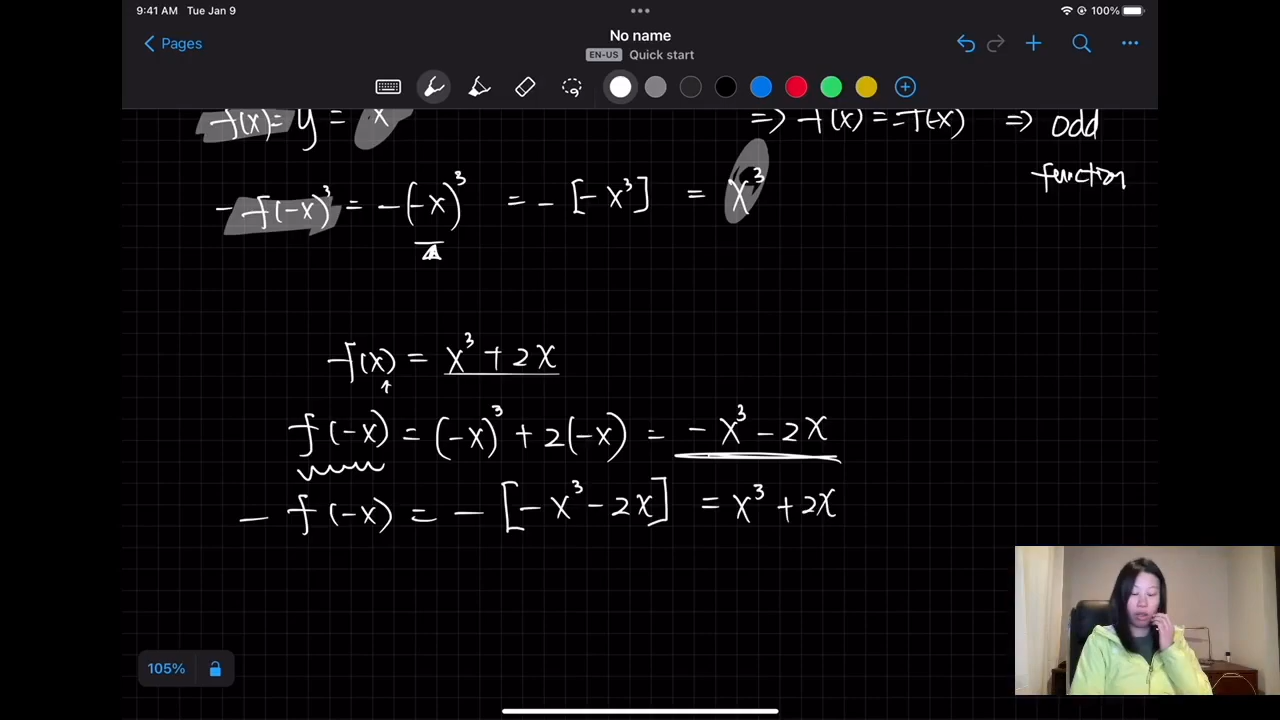 9:41 AM Tue Jan 9
100%
Pages
No name
EN-US Quick start
f(x)= y = x
=> f(x) = -f(-x) => odd
function
- f(-x)³ = -(-x)³ = -[-x³] = x³
f(x) = x³ + 2x
f(-x) = (-x)³ + 2(-x) = -x³ - 2x
- f(-x) = - [-x³ - 2x] = x³ + 2x
105%